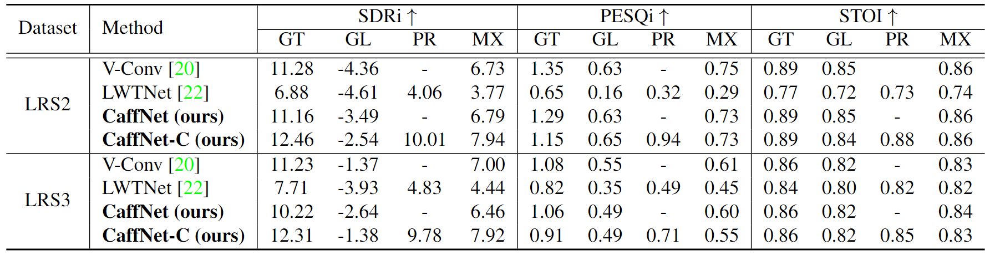 Dataset Method SDRi ↑ PESQi ↑ STOI ↑
GT GL PR MX GT GL PR MX GT GL PR MX
LRS2
V-Conv [20] 11.28 -4.36 - 6.73 1.35 0.63 - 0.75 0.89 0.85 0.86
LWTNet [22] 6.88 -4.61 4.06 3.77 0.65 0.16 0.32 0.29 0.77 0.72 0.73 0.74
CaffNet (ours) 11.16 -3.49 - 6.79 1.29 0.63 - 0.73 0.89 0.85 - 0.86
CaffNet-C (ours) 12.46 -2.54 10.01 7.94 1.15 0.65 0.94 0.73 0.89 0.84 0.88 0.86
LRS3
V-Conv [20] 11.23 -1.37 - 7.00 1.08 0.55 - 0.61 0.86 0.82 - 0.83
LWTNet [22] 7.71 -3.93 4.83 4.44 0.82 0.35 0.49 0.45 0.84 0.80 0.82 0.82
CaffNet (ours) 10.22 -2.64 - 6.46 1.06 0.49 - 0.60 0.86 0.82 - 0.84
CaffNet-C (ours) 12.31 -1.38 9.78 7.92 0.91 0.49 0.71 0.55 0.86 0.82 0.85 0.83